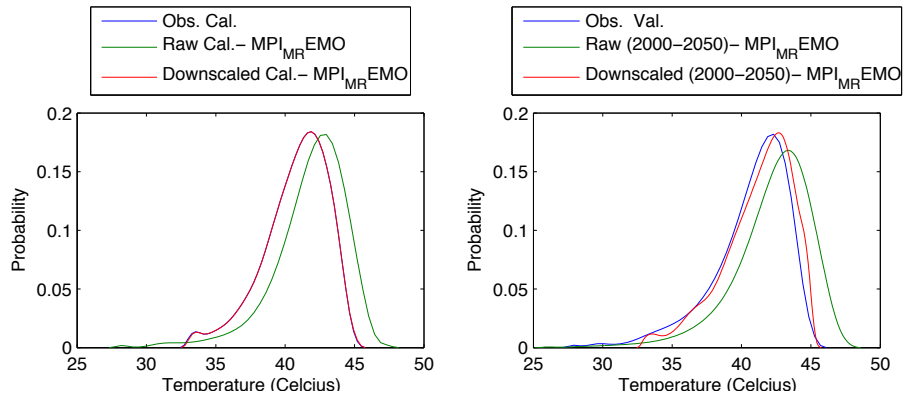 Obs. Cal.
Raw Cal.− MPI_MR EMO
Downscaled Cal.− MPI_MR EMO
0.2
0.15
0.1
0.05
0
Probability
25 30 35 40 45 50
Temperature (Celcius)
Obs. Val.
Raw (2000−2050)− MPI_MR EMO
Downscaled (2000−2050)− MPI_MR EMO
0.2
0.15
0.1
0.05
0
Probability
25 30 35 40 45 50
Temperature (Celcius)